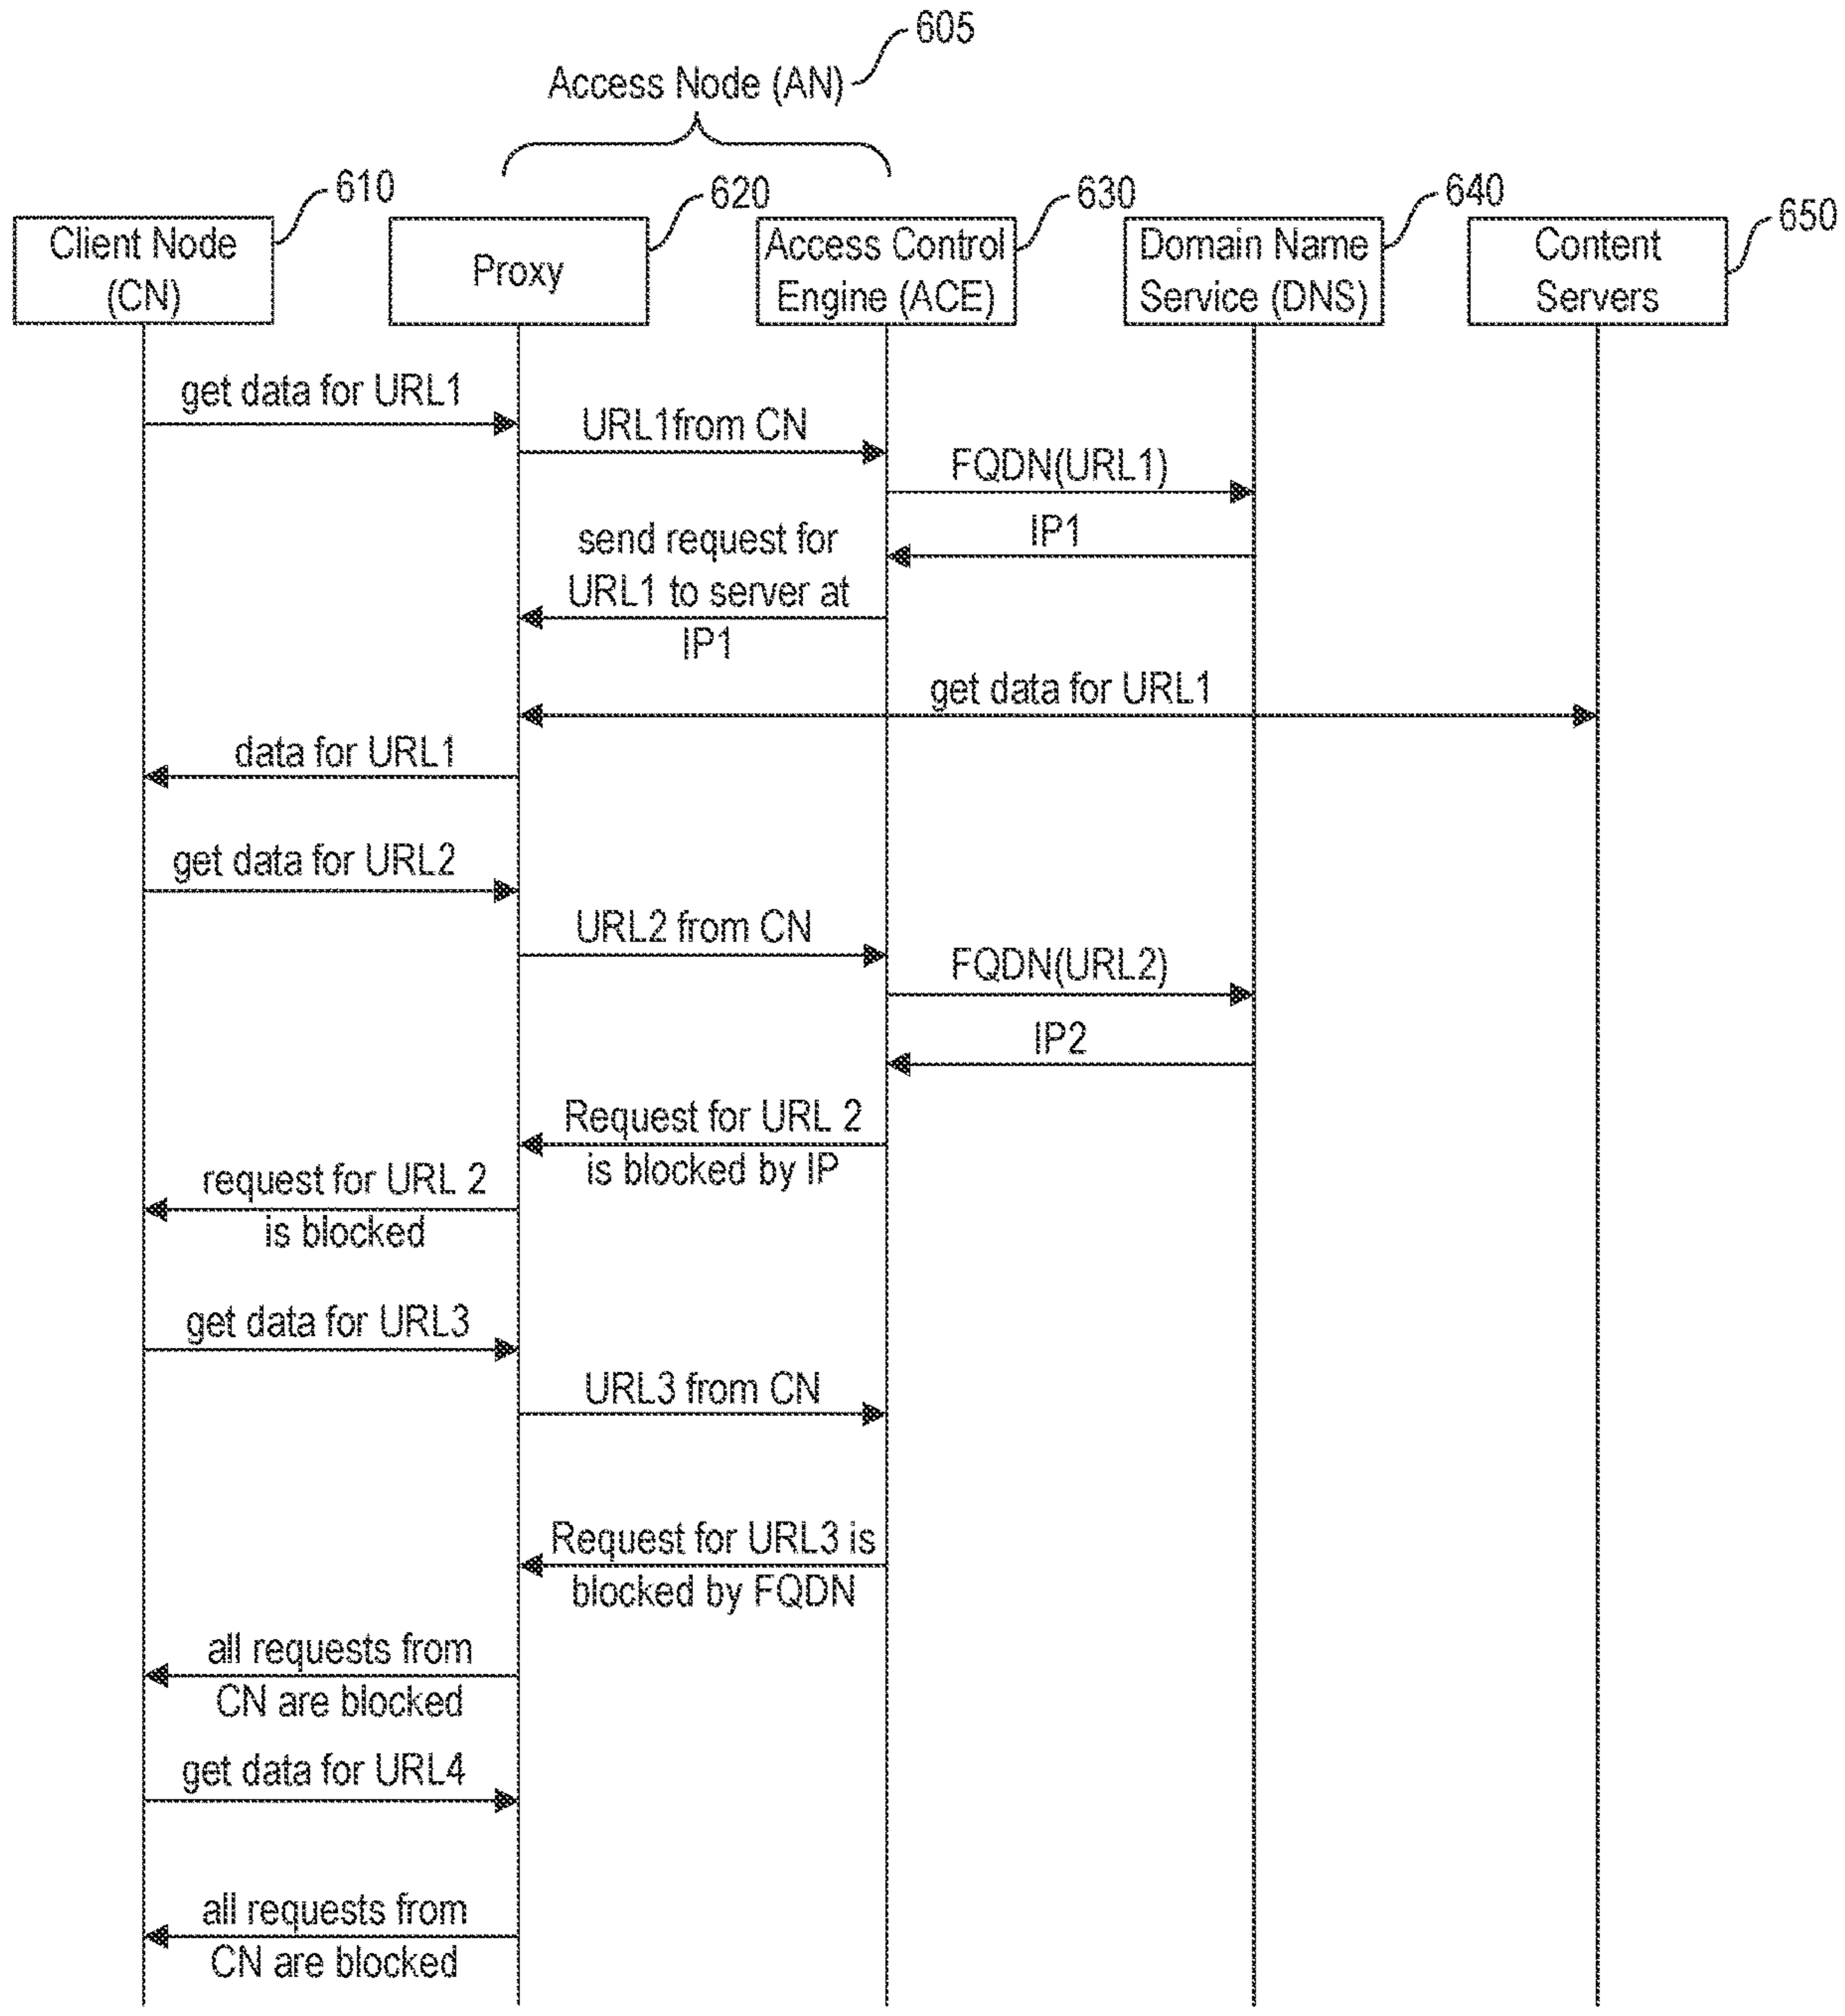 605
Access Node (AN)
610
620
630
640
650
Client Node
(CN)
Proxy
Access Control
Engine (ACE)
Domain Name
Service (DNS)
Content
Servers
get data for URL1
URL1from CN
FQDN(URL1)
IP1
send request for
URL1 to server at
IP1
get data for URL1
data for URL1
get data for URL2
URL2 from CN
FQDN(URL2)
IP2
Request for URL 2
is blocked by IP
request for URL 2
is blocked
get data for URL3
URL3 from CN
Request for URL3 is
blocked by FQDN
all requests from
CN are blocked
get data for URL4
all requests from
CN are blocked